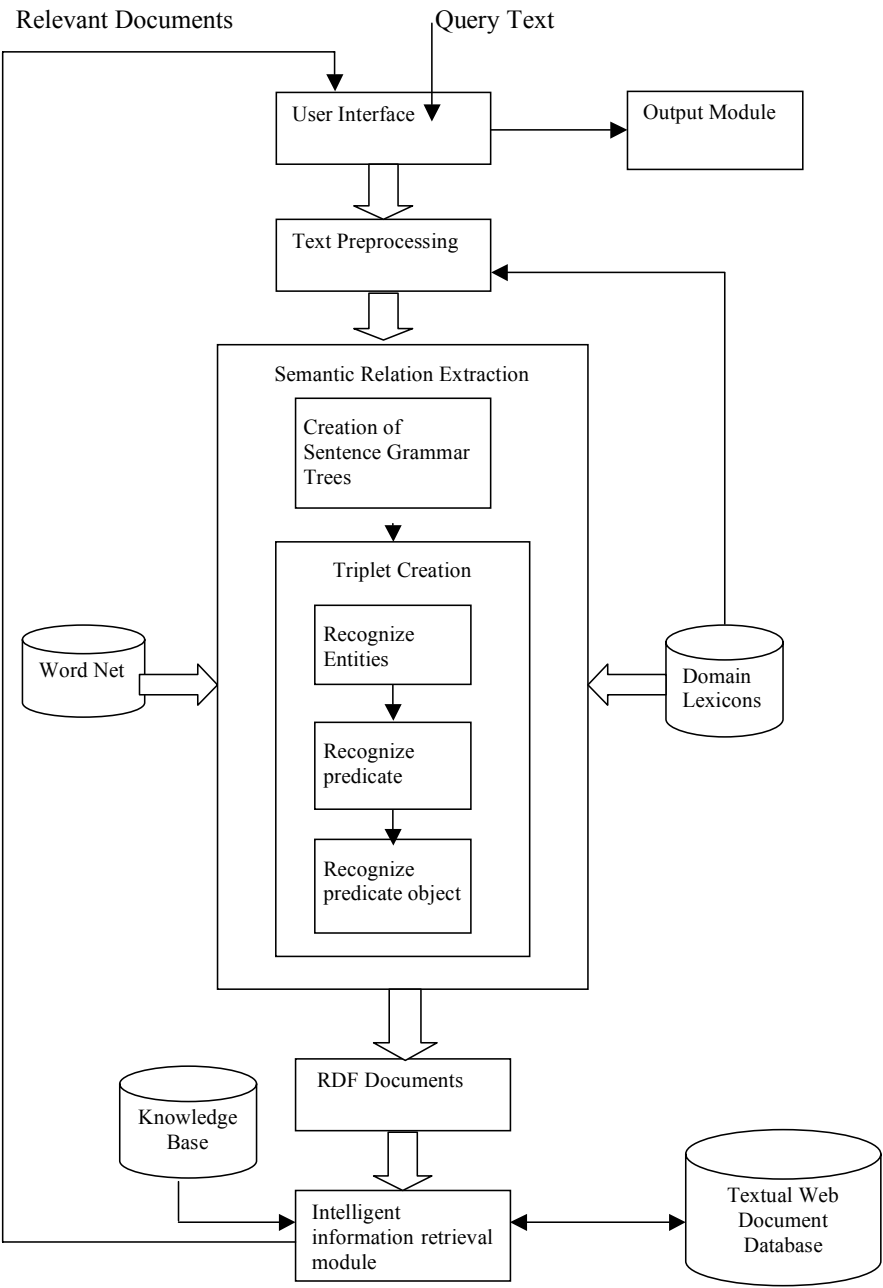 Relevant Documents
Query Text
User Interface
Output Module
Text Preprocessing
Semantic Relation Extraction
Creation of
Sentence Grammar
Trees
Triplet Creation
Recognize
Entities
Word Net
Domain
Lexicons
Recognize
predicate
Recognize
predicate object
RDF Documents
Knowledge
Base
Intelligent
information retrieval
module
Textual Web
Document
Database